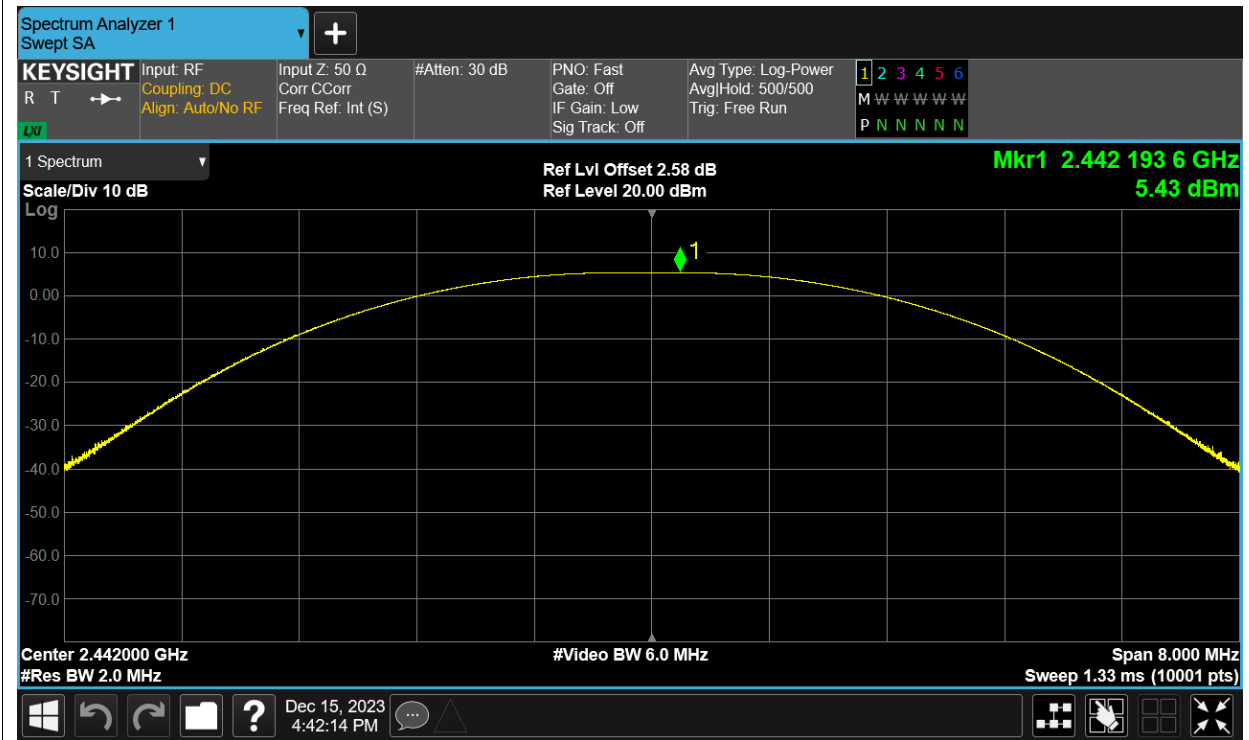 Spectrum Analyzer 1
Swept SA
+
KEYSIGHT
R T
LXI
Input: RF
Coupling: DC
Align: Auto/No RF
Input Z: 50 Ω
Corr CCorr
Freq Ref: Int (S)
#Atten: 30 dB
PNO: Fast
Gate: Off
IF Gain: Low
Sig Track: Off
Avg Type: Log-Power
Avg|Hold: 500/500
Trig: Free Run
1 2 3 4 5 6
M W W W W W
P N N N N N
1 Spectrum
Scale/Div 10 dB
Ref Lvl Offset 2.58 dB
Ref Level 20.00 dBm
Mkr1 2.442 193 6 GHz
5.43 dBm
Log
1
10.0
0.00
-10.0
-20.0
-30.0
-40.0
-50.0
-60.0
-70.0
Center 2.442000 GHz
#Video BW 6.0 MHz
Span 8.000 MHz
#Res BW 2.0 MHz
Sweep 1.33 ms (10001 pts)
?
Dec 15, 2023
4:42:14 PM